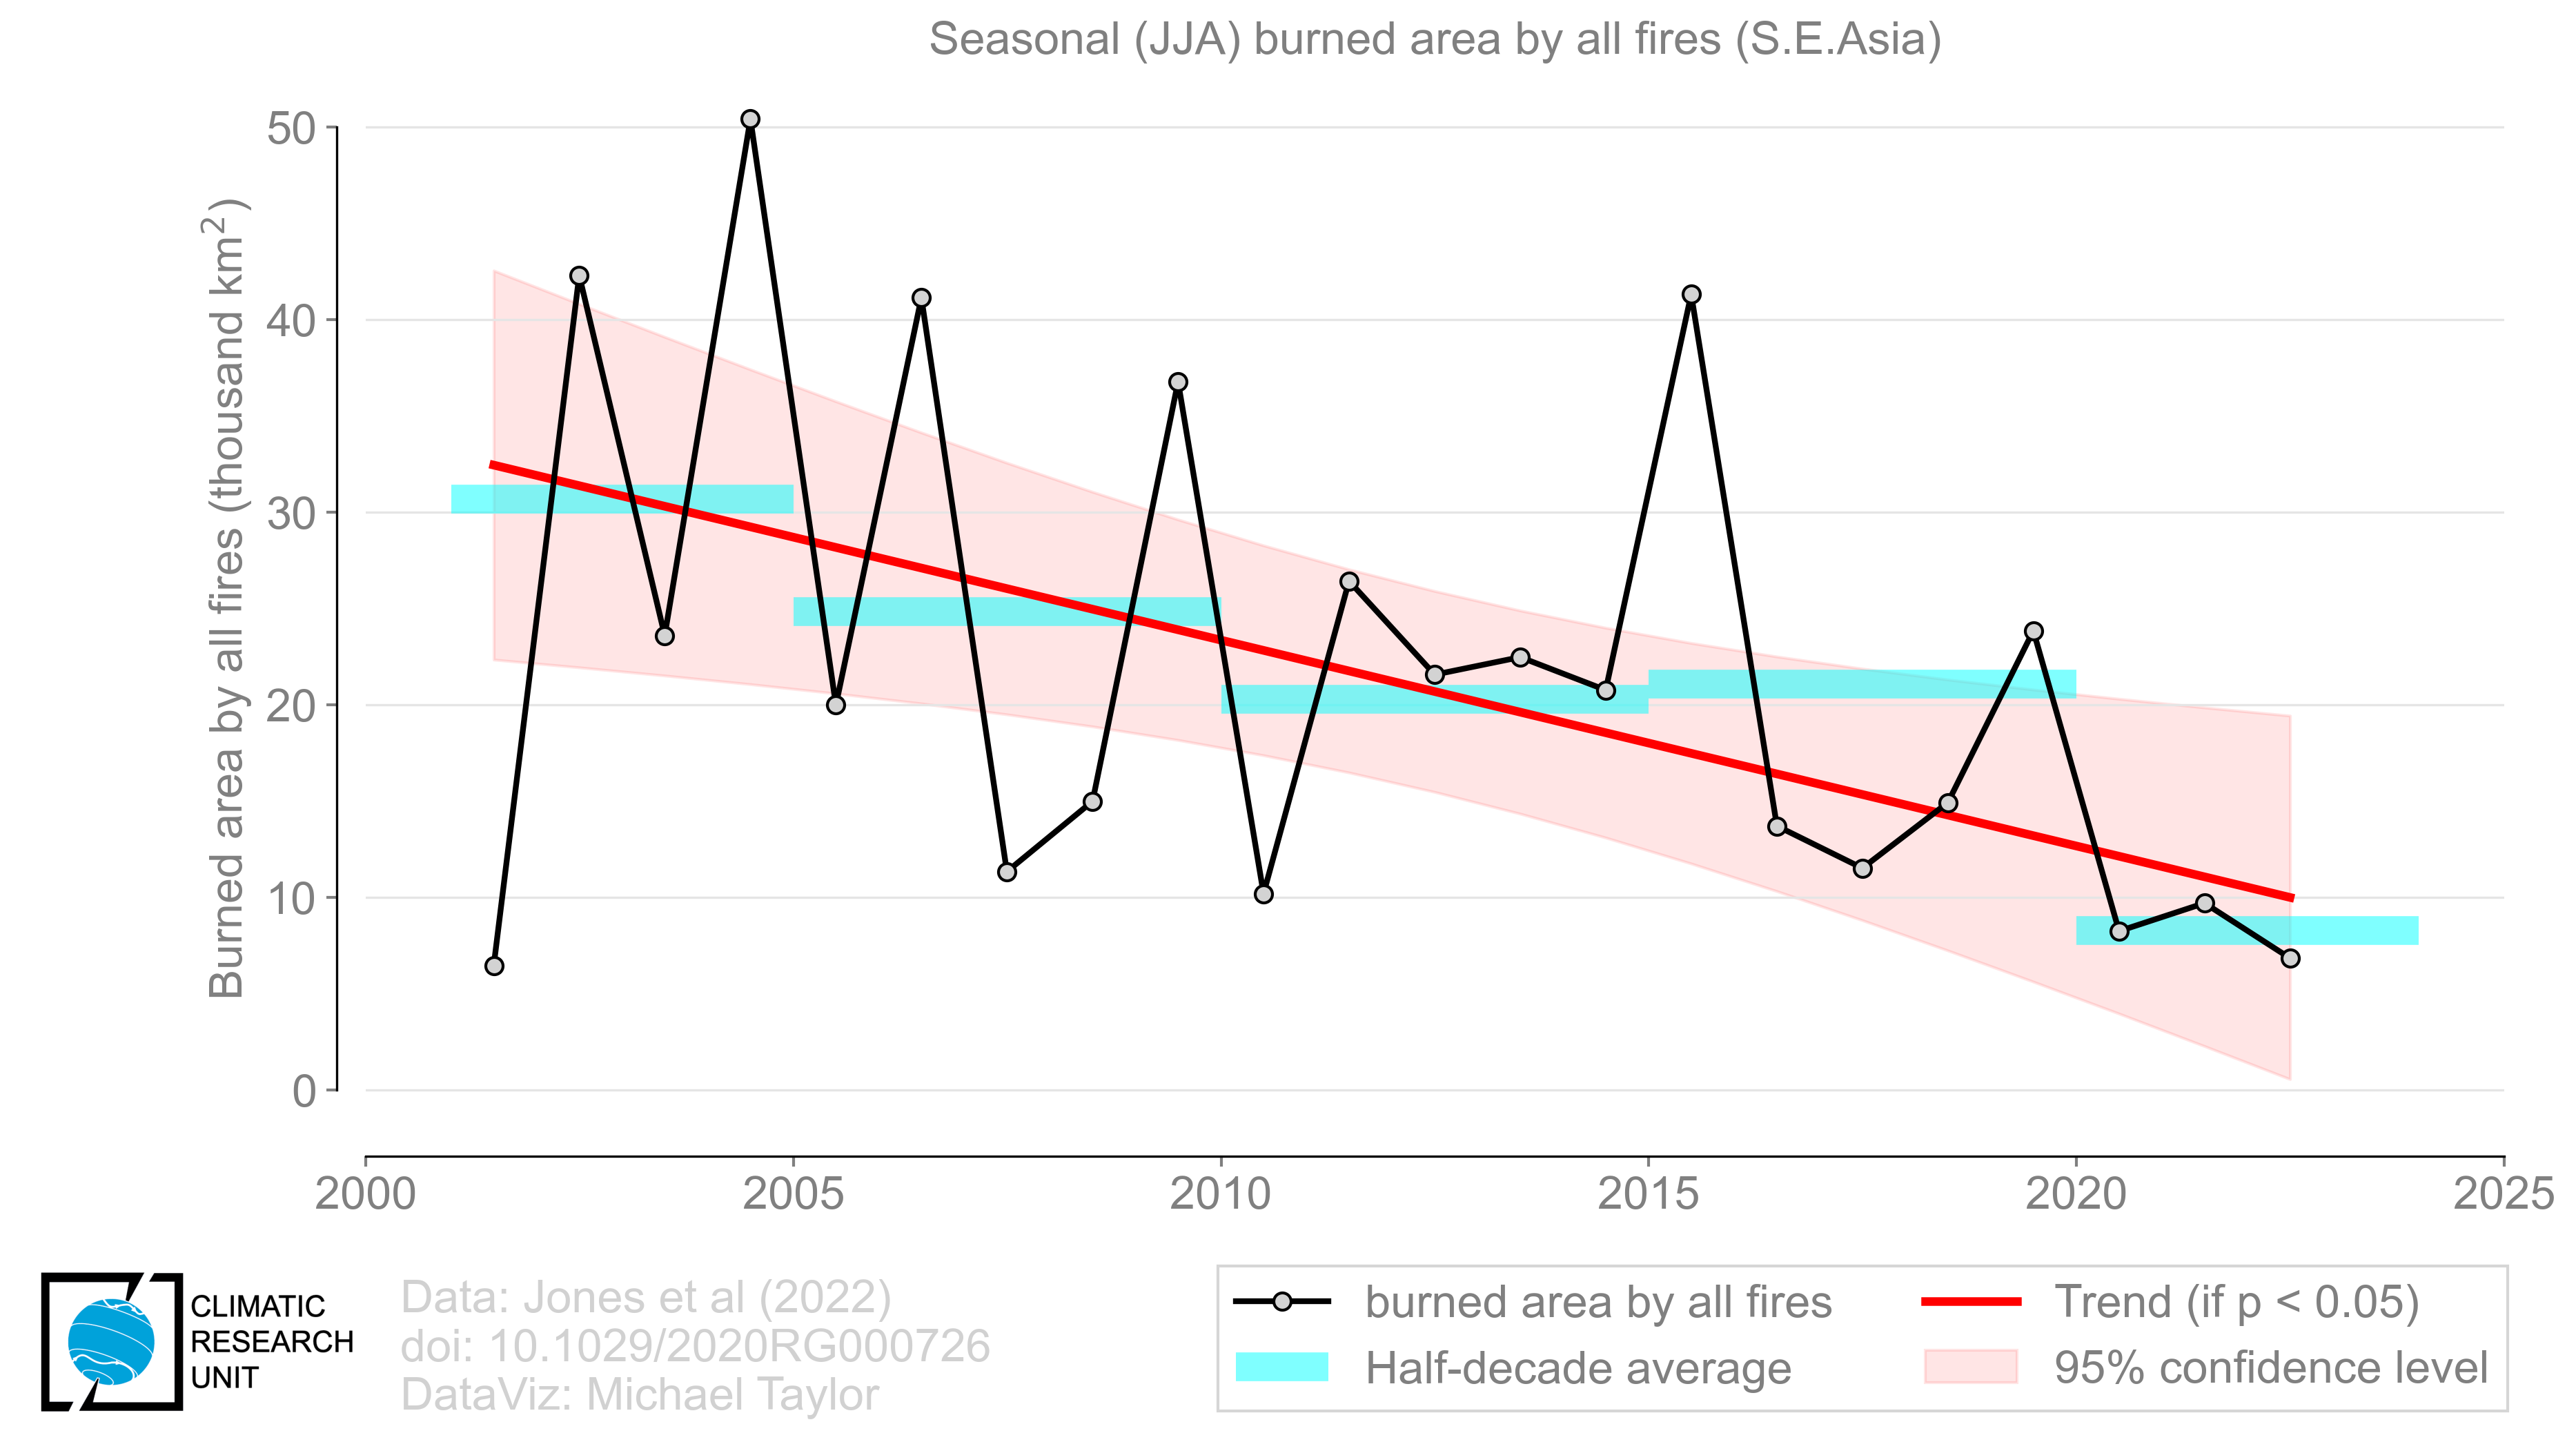 Seasonal (JJA) burned area by all fires (S.E.Asia)
Burned area by all fires (thousand km²)
50
40
30
20
10
0
2000 2005 2010 2015 2020 2025
CLIMATIC
RESEARCH
UNIT
Data: Jones et al (2022)
doi: 10.1029/2020RG000726
DataViz: Michael Taylor
burned area by all fires
Half-decade average
Trend (if p < 0.05)
95% confidence level